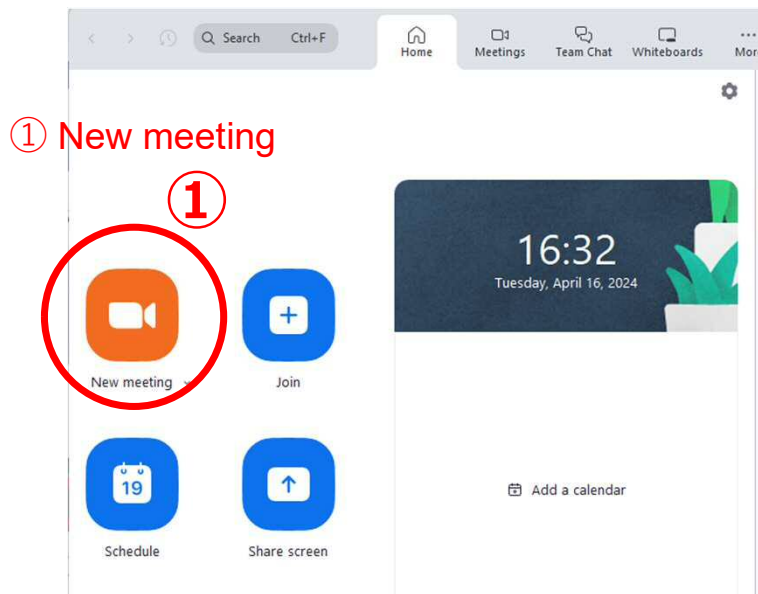 Search Ctrl+F
Home
Meetings
Team Chat
Whiteboards
Mor
① New meeting
①
16:32
Tuesday, April 16, 2024
New meeting
Join
19
Add a calendar
Schedule
Share screen